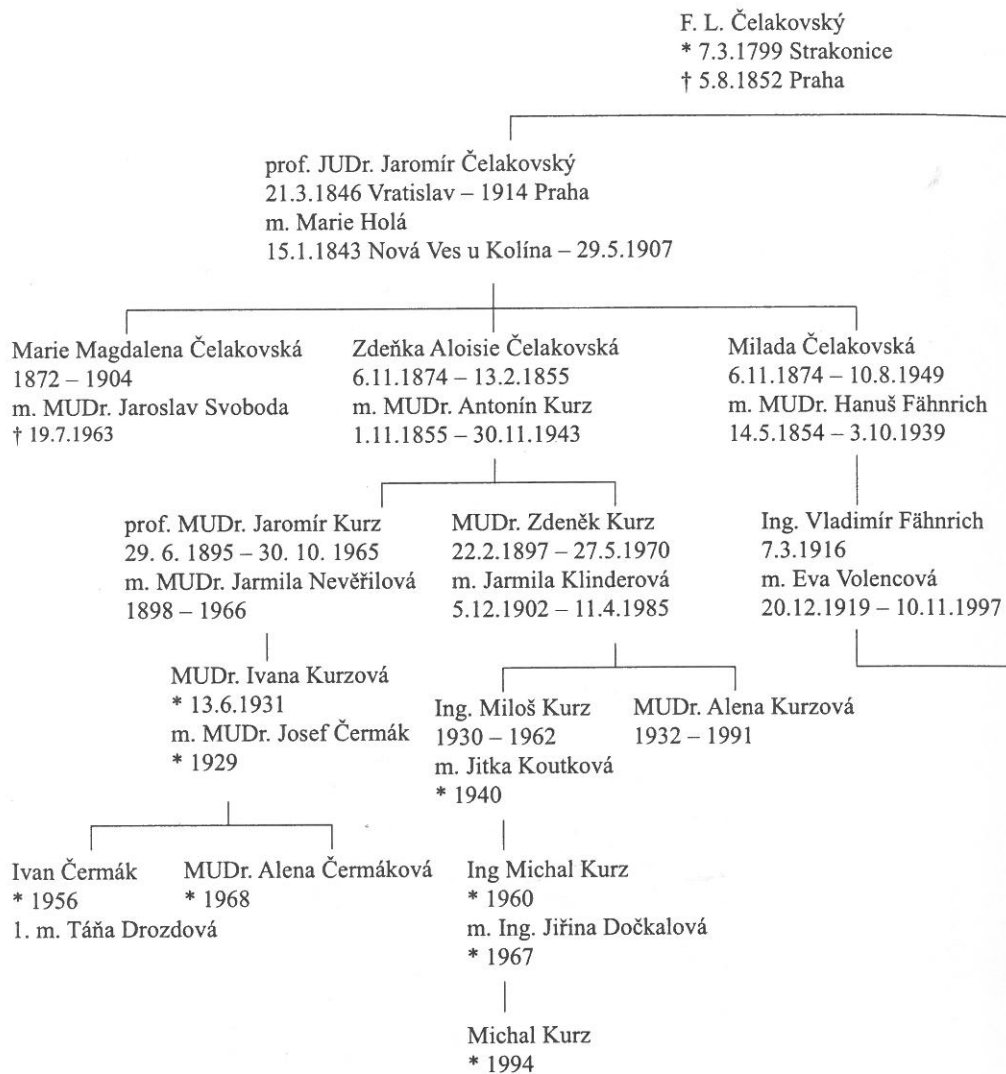 F. L. Čelakovský
* 7.3.1799 Strakonice
† 5.8.1852 Praha
prof. JUDr. Jaromír Čelakovský
21.3.1846 Vratislav – 1914 Praha
m. Marie Holá
15.1.1843 Nová Ves u Kolína – 29.5.1907
Marie Magdalena Čelakovská
1872 – 1904
m. MUDr. Jaroslav Svoboda
† 19.7.1963
Zdeňka Aloisie Čelakovská
6.11.1874 – 13.2.1855
m. MUDr. Antonín Kurz
1.11.1855 – 30.11.1943
Milada Čelakovská
6.11.1874 – 10.8.1949
m. MUDr. Hanuš Fähnrich
14.5.1854 – 3.10.1939
prof. MUDr. Jaromír Kurz
29. 6. 1895 – 30. 10. 1965
m. MUDr. Jarmila Nevěřilová
1898 – 1966
MUDr. Zdeněk Kurz
22.2.1897 – 27.5.1970
m. Jarmila Klinderová
5.12.1902 – 11.4.1985
Ing. Vladimír Fähnrich
7.3.1916
m. Eva Volencová
20.12.1919 – 10.11.1997
MUDr. Ivana Kurzová
* 13.6.1931
m. MUDr. Josef Čermák
* 1929
Ing. Miloš Kurz
1930 – 1962
m. Jitka Koutková
* 1940
MUDr. Alena Kurzová
1932 – 1991
Ivan Čermák
* 1956
1. m. Táňa Drozdová
MUDr. Alena Čermáková
* 1968
Ing Michal Kurz
* 1960
m. Ing. Jiřina Dočkalová
* 1967
Michal Kurz
* 1994